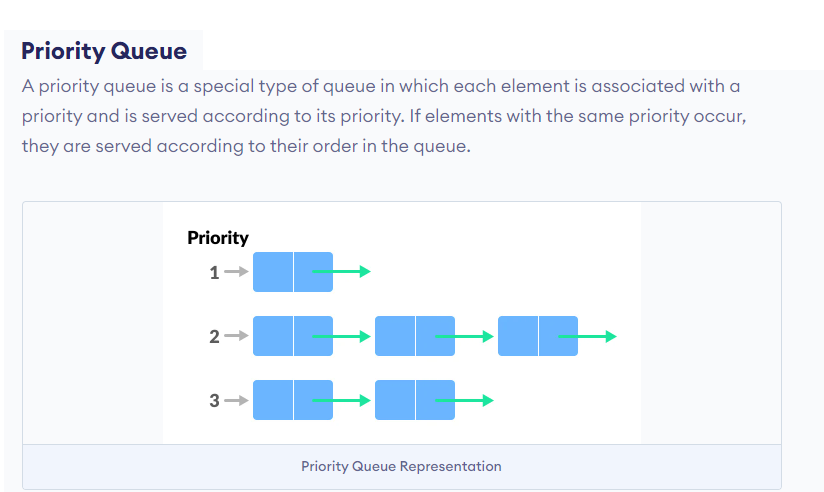 Priority Queue
A priority queue is a special type of queue in which each element is associated with a
priority and is served according to its priority. If elements with the same priority occur,
they are served according to their order in the queue.
Priority
1
2
3
Priority Queue Representation